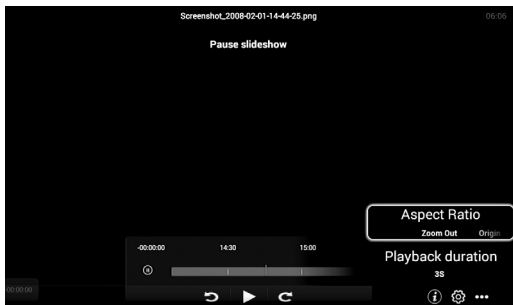 Screenshot_2008-02-01-14-44-25.png
06:06
Pause slideshow
Aspect Ratio
Zoom Out Origin
-00:00:00 14:30 15:00
Playback duration
3S
-00:00:00